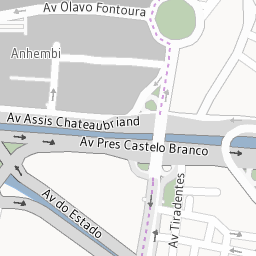 Av Olavo Fontoura
Anhembi
Av Assis Chateaubriand
Av Pres Castelo Branco
Av do Estado
Av Tiradentes